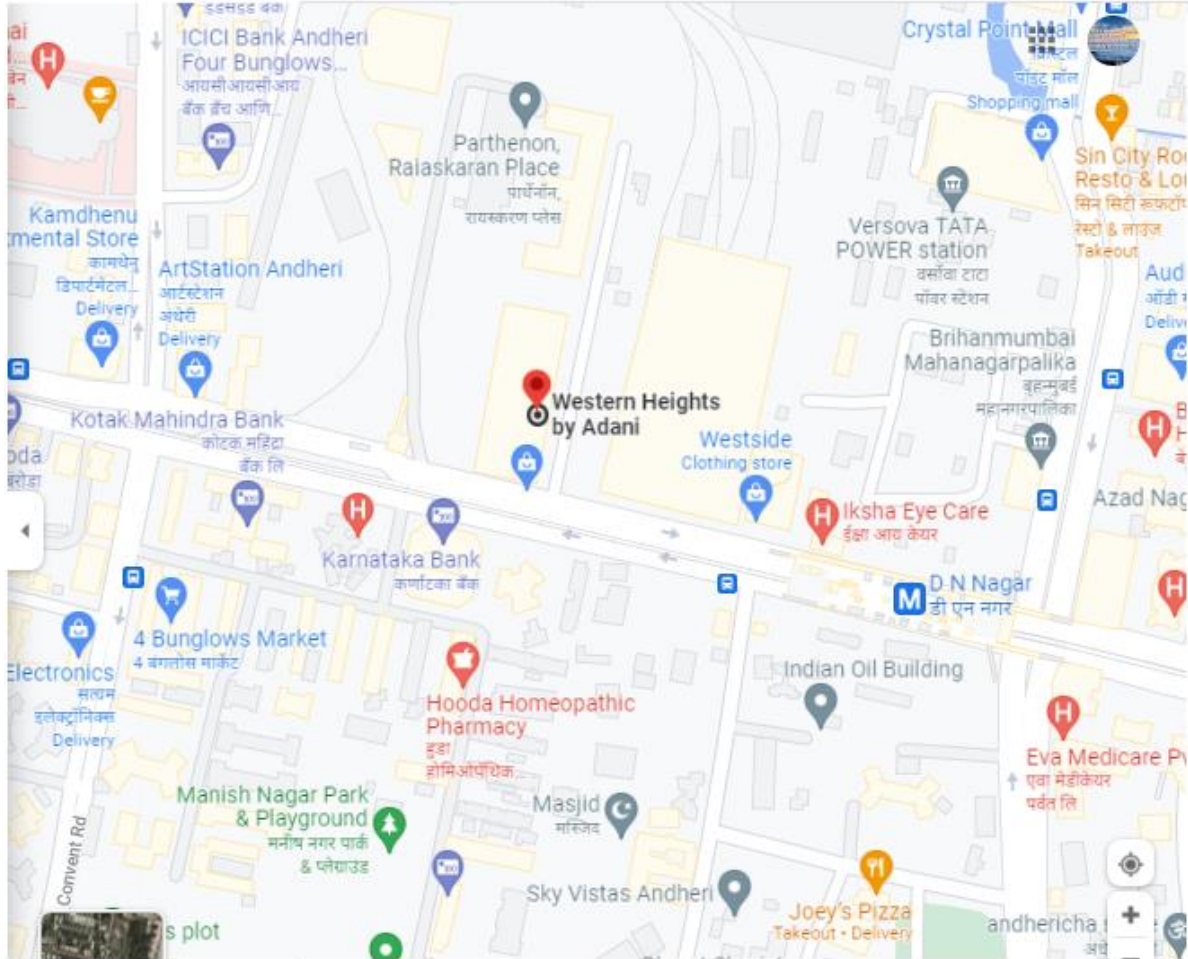 ICICI Bank Andheri
Four Bunglows...
आयसीआयसीआय
बँक ब्रँच आणि...
Crystal Point Mall
क्रिस्टल
पॉइंट मॉल
Shopping mall
Parthenon,
Raiaskaran Place
पार्थेनॉन,
रायस्करण प्लेस
Sin City Ro
Resto & Lou
सिन सिटी रूफटॉप
रेस्टो & लाउंज
Takeout
Versova TATA
POWER station
वर्सोवा टाटा
पॉवर स्टेशन
Kamdhenu
mental Store
कामधेनु
डिपार्टमेंटल...
Delivery
ArtStation Andheri
आर्टस्टेशन
अंधेरी
Delivery
Aud
ऑडी
Deliv
Brihanmumbai
Mahanagarpalika
बृहन्मुंबई
महानगरपालिका
Western Heights
by Adani
Kotak Mahindra Bank
कोटक महिंद्रा
बँक लि
Westside
Clothing store
oda
बरोडा
Azad Nag
Iksha Eye Care
ईक्षा आय केयर
Karnataka Bank
कर्णाटका बँक
D N Nagar
डी एन नगर
4 Bunglows Market
4 बंगलोस मार्केट
Electronics
सत्यम
इलेक्ट्रॉनिक्स
Delivery
Indian Oil Building
Hooda Homeopathic
Pharmacy
हुडा
होमिओपॅथिक...
Eva Medicare Pv
एवा मेडीकेयर
पर्वत लि
Manish Nagar Park
& Playground
मनीष नगर पार्क
& प्लेग्राउंड
Masjid
मस्जिद
Convent Rd
Sky Vistas Andheri
Joey's Pizza
Takeout • Delivery
andhericha
s plot